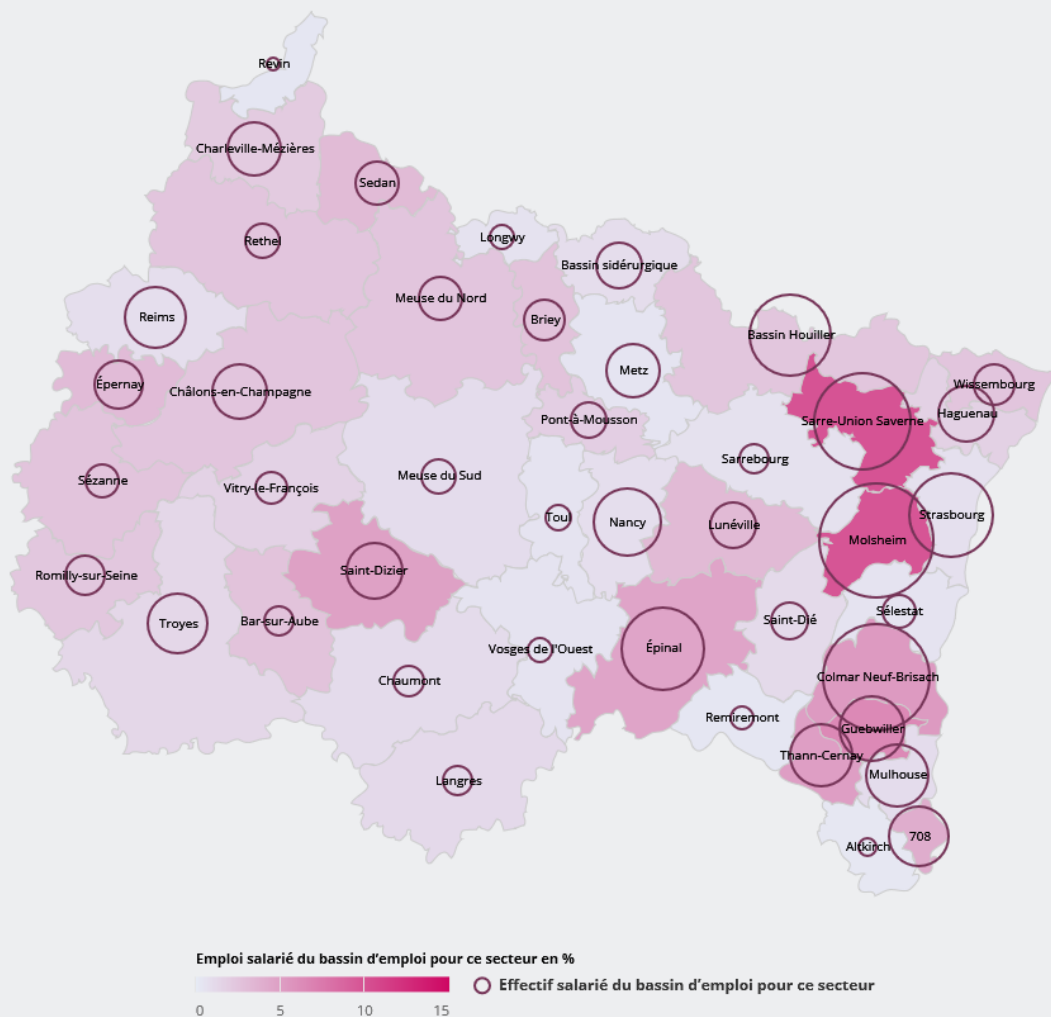 Revin
Charleville-Mézières
Sedan
Rethel
Longwy
Bassin sidérurgique
Meuse du Nord
Reims
Briey
Bassin Houiller
Metz
Épernay
Châlons-en-Champagne
Wissembourg
Haguenau
Pont-à-Mousson
Sarre-Union Saverne
Sarrebourg
Sézanne
Vitry-le-François
Meuse du Sud
Toul
Nancy
Lunéville
Strasbourg
Molsheim
Romilly-sur-Seine
Saint-Dizier
Sélestat
Troyes
Bar-sur-Aube
Saint-Dié
Vosges de l'Ouest
Épinal
Chaumont
Colmar Neuf-Brisach
Remiremont
Guebwiller
Thann-Cernay
Langres
Mulhouse
708
Altkirch
Emploi salarié du bassin d'emploi pour ce secteur en %
Effectif salarié du bassin d'emploi pour ce secteur
0 5 10 15